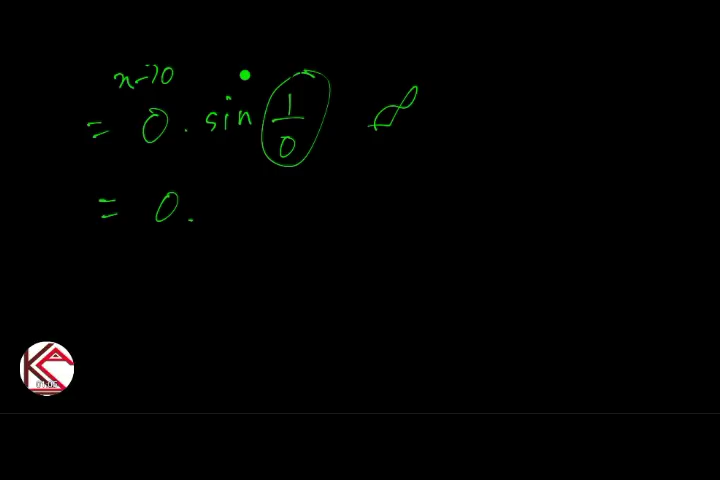 x→0
= 0 . sin (1/0) ∞
= 0 .